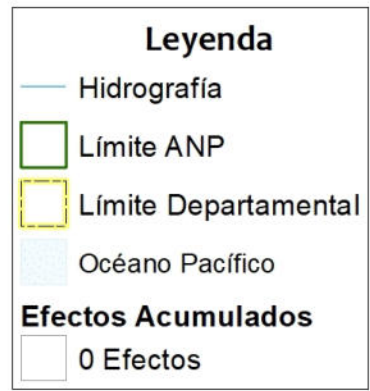 Leyenda
Hidrografía
Límite ANP
Límite Departamental
Océano Pacífico
Efectos Acumulados
0 Efectos